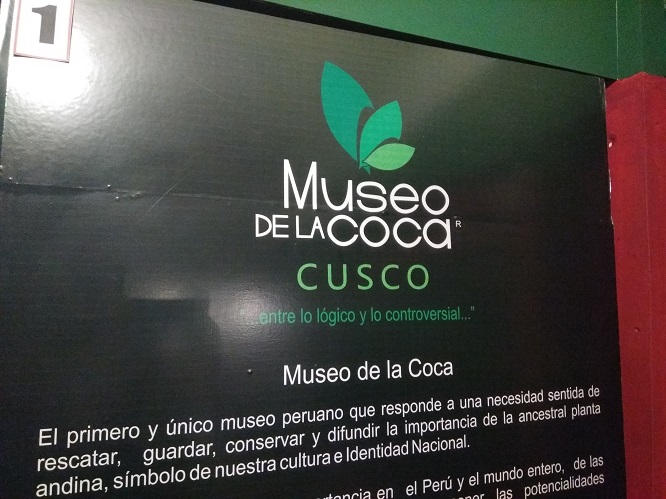 1
MUSEO
DE LA COCA R
CUSCO
"...entre lo lógico y lo controversial..."
Museo de la Coca
El primero y único museo peruano que responde a una necesidad sentida de
rescatar, guardar, conservar y difundir la importancia de la ancestral planta
andina, símbolo de nuestra cultura e Identidad Nacional.
en el Perú y el mundo entero, de las
las potencialidades